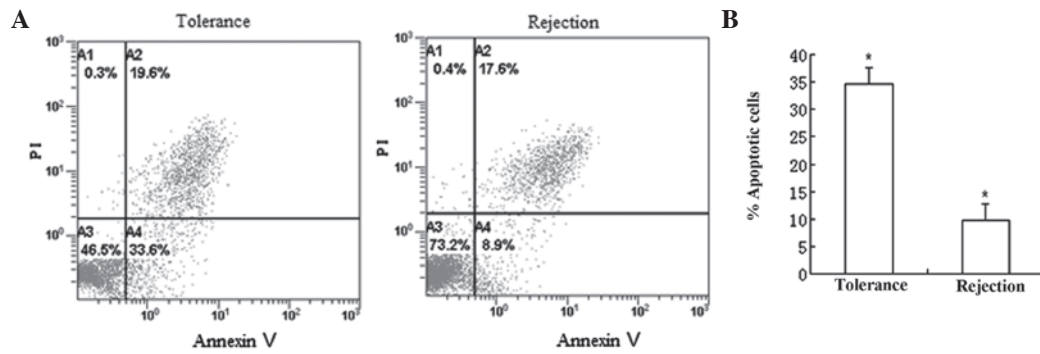 A
Tolerance
10³
10²
10¹
10⁰
PI
A1
0.3%
A2
19.6%
A3
46.5%
A4
33.6%
10⁰ 10¹ 10² 10³
Annexin V
Rejection
10³
10²
10¹
10⁰
PI
A1
0.4%
A2
17.6%
A3
73.2%
A4
8.9%
10⁰ 10¹ 10² 10³
Annexin V
B
% Apoptotic cells
40
35
30
25
20
15
10
5
0
*
*
Tolerance Rejection